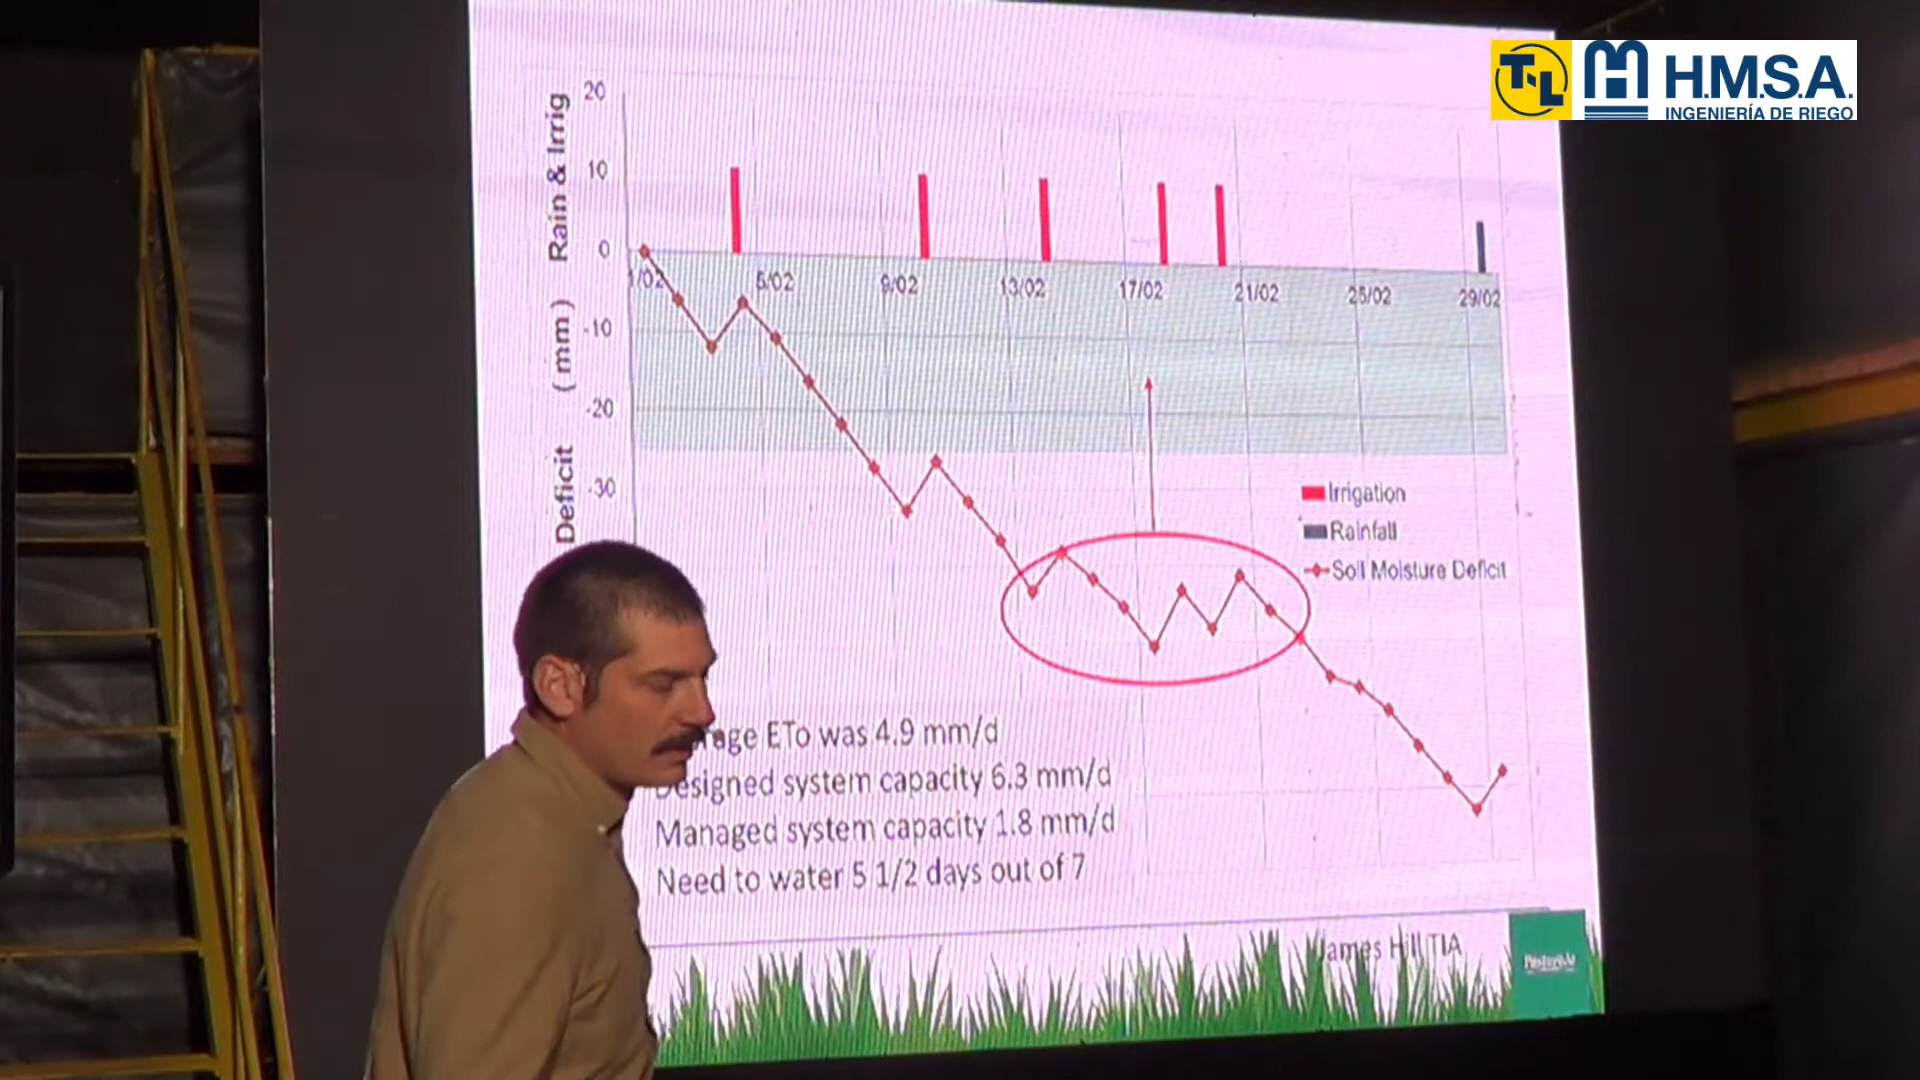 T-L H.M.S.A.
INGENIERÍA DE RIEGO
Rain & Irrig
Deficit (mm)
20
10
0
-10
-20
-30
1/02 5/02 9/02 13/02 17/02 21/02 25/02 29/02
Irrigation
Rainfall
Soil Moisture Deficit
rage ETo was 4.9 mm/d
Designed system capacity 6.3 mm/d
Managed system capacity 1.8 mm/d
Need to water 5 1/2 days out of 7
James Hill TIA